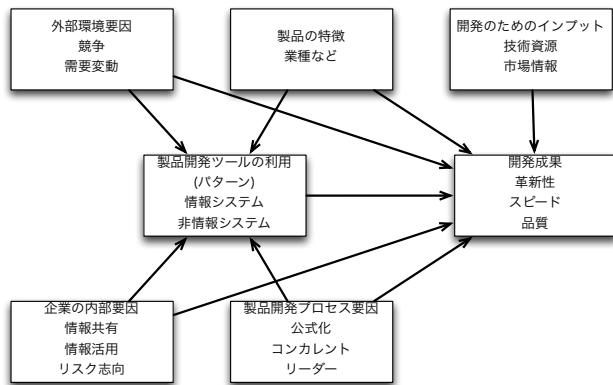 外部環境要因
競争
需要変動
製品の特徴
業種など
開発のためのインプット
技術資源
市場情報
製品開発ツールの利用
(パターン)
情報システム
非情報システム
開発成果
革新性
スピード
品質
企業の内部要因
情報共有
情報活用
リスク志向
製品開発プロセス要因
公式化
コンカレント
リーダー